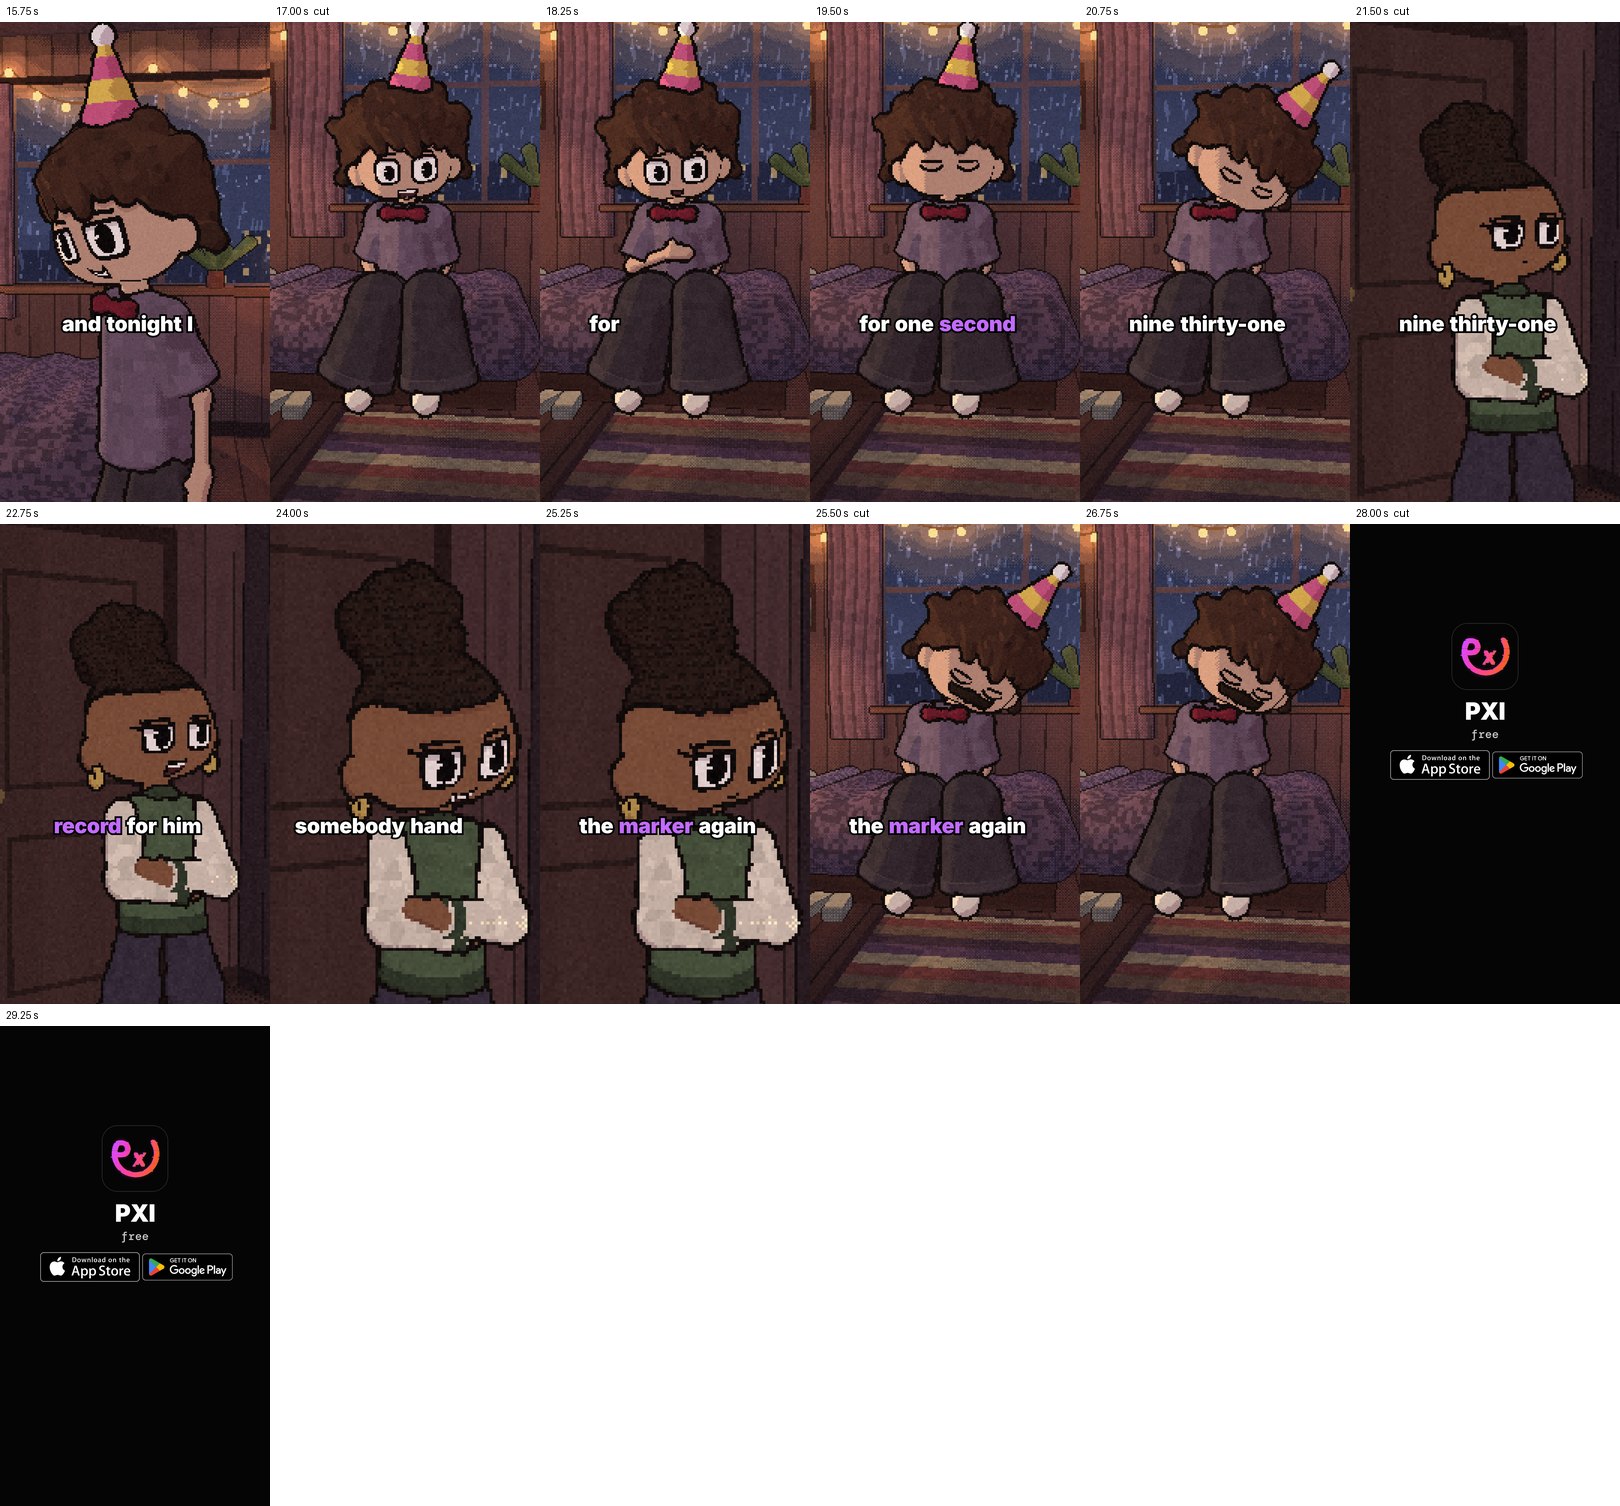 15.75 s
17.00 s cut
18.25 s
19.50 s
20.75 s
21.50 s cut
and tonight I
for
for one second
nine thirty-one
nine thirty-one
22.75 s
24.00 s
25.25 s
25.50 s cut
26.75 s
28.00 s cut
record for him
somebody hand
the marker again
the marker again
PXI
free
Download on the
App Store
GET IT ON
Google Play
29.25 s
PXI
free
Download on the
App Store
GET IT ON
Google Play